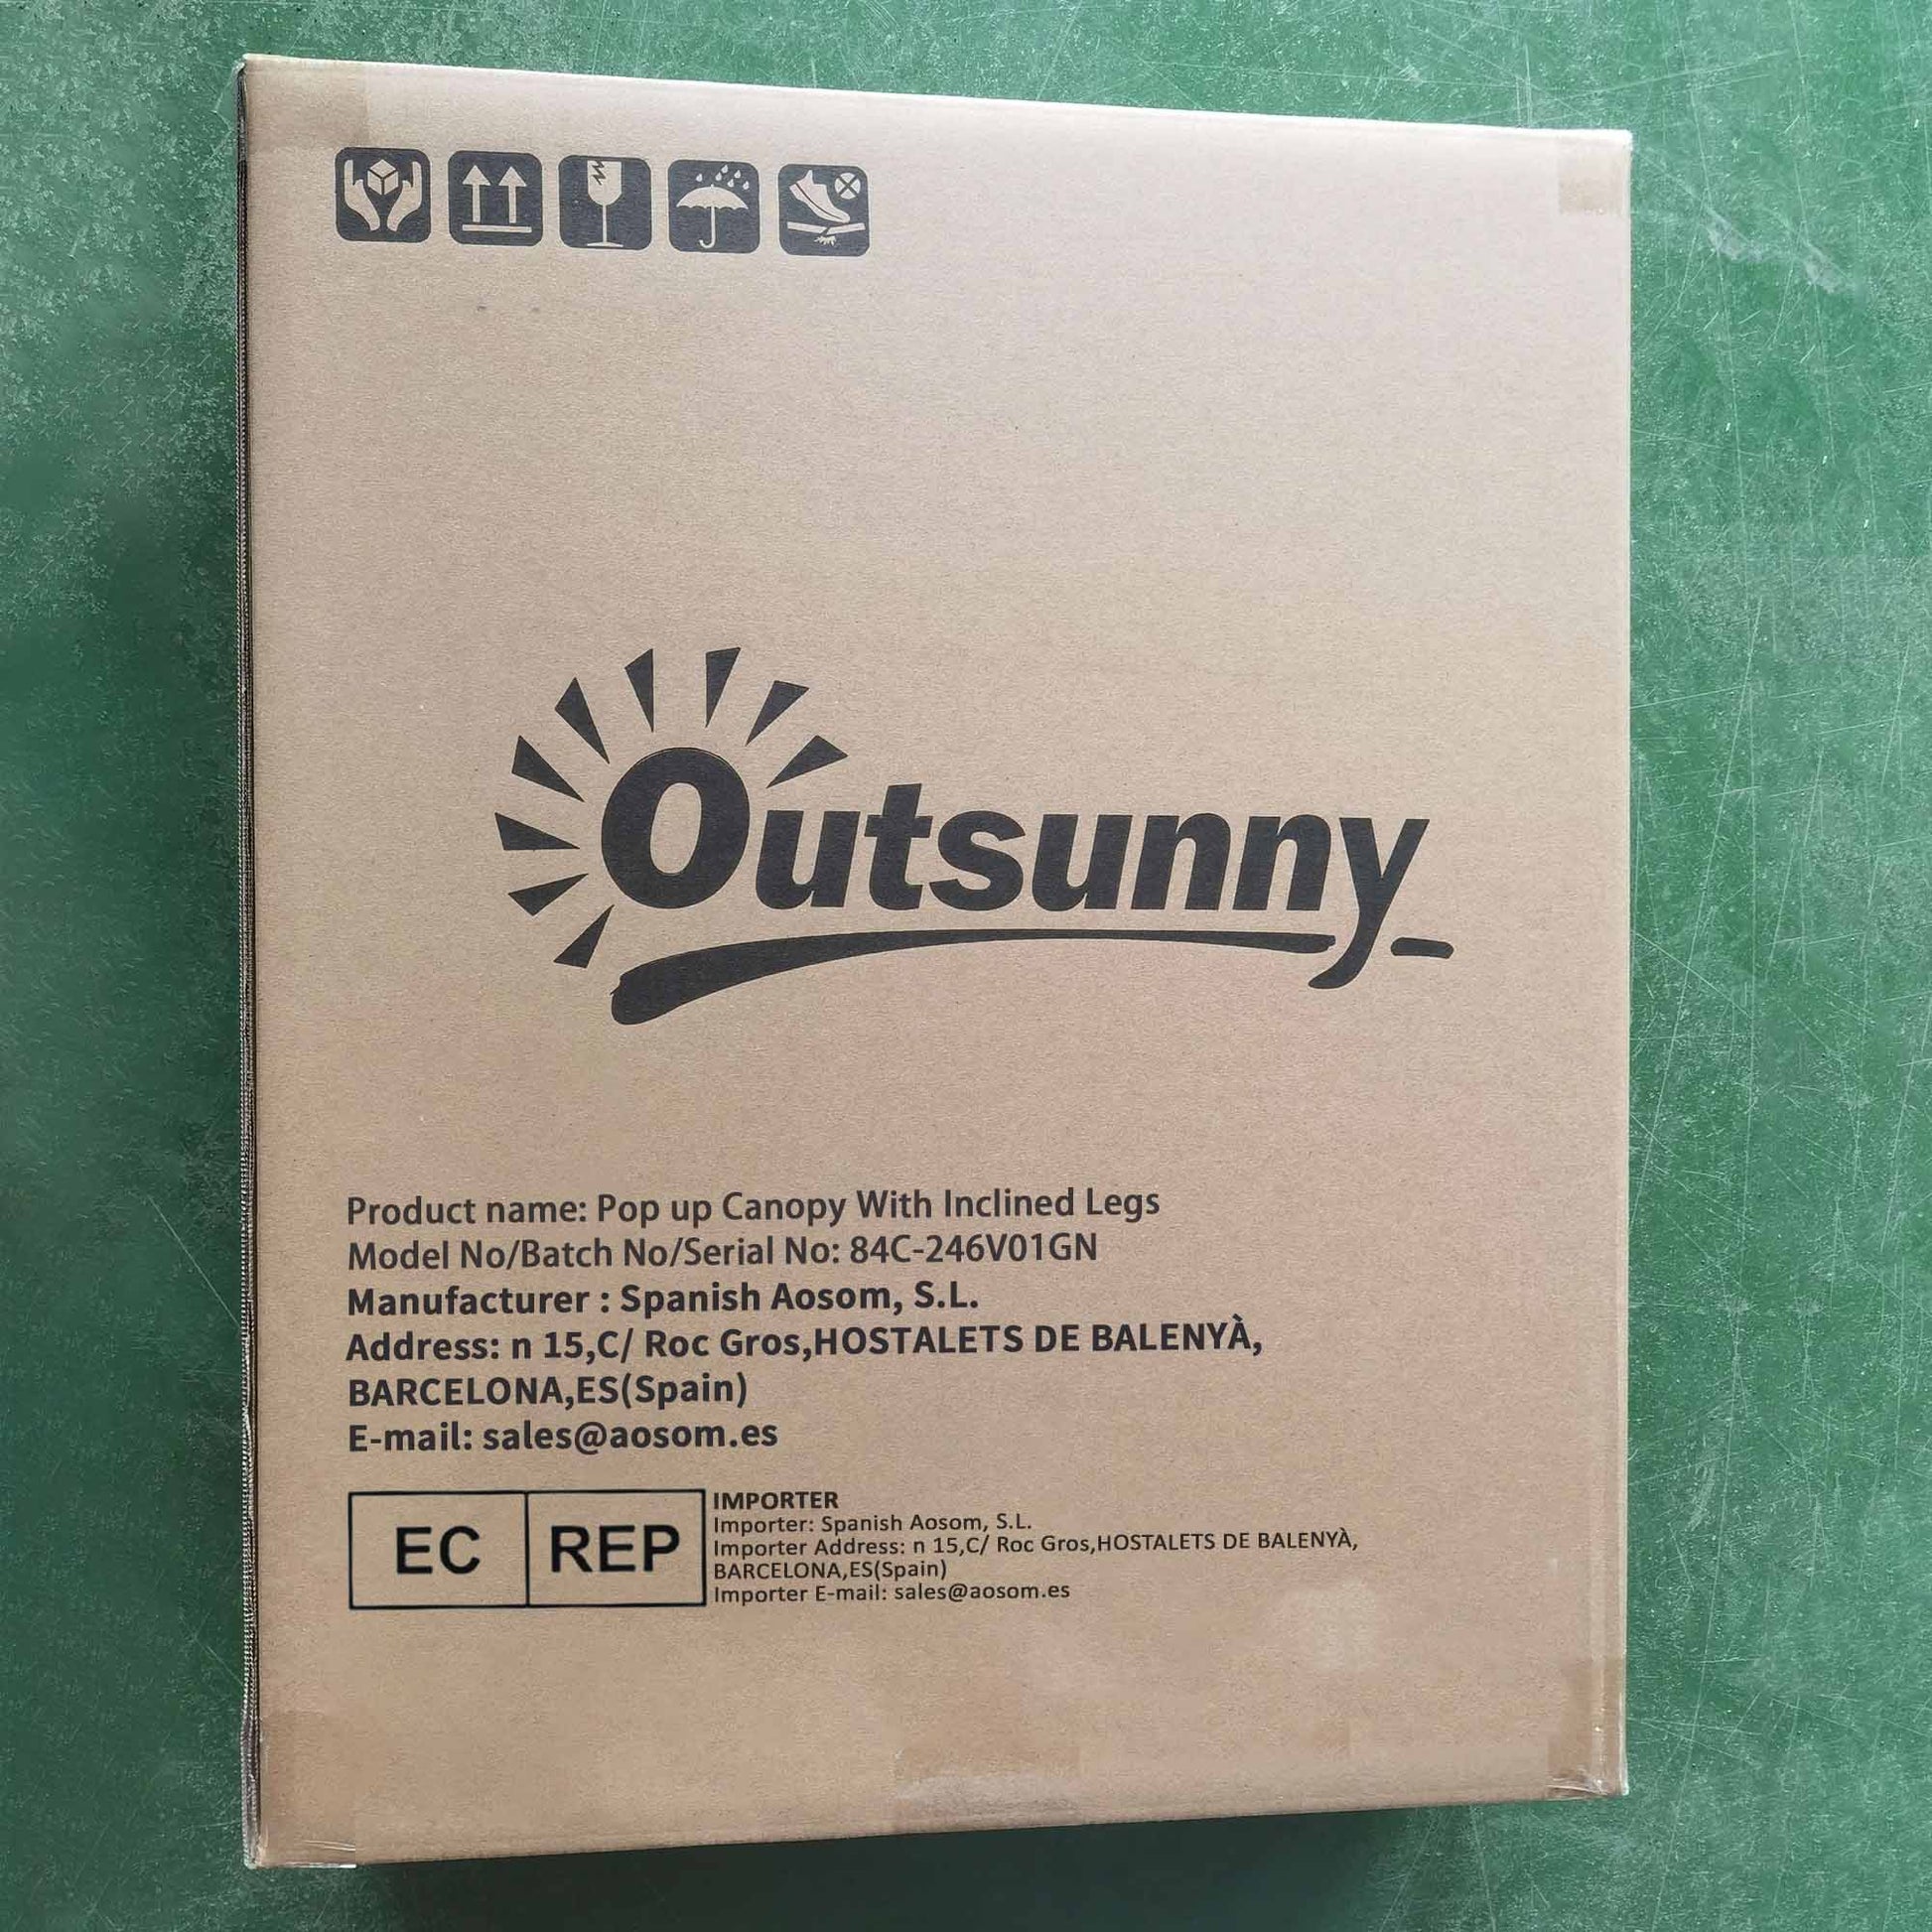 Outsunny
Product name: Pop up Canopy With Inclined Legs
Model No/Batch No/Serial No: 84C-246V01GN
Manufacturer : Spanish Aosom, S.L.
Address: n 15,C/ Roc Gros,HOSTALETS DE BALENYÀ,
BARCELONA,ES(Spain)
E-mail: sales@aosom.es
EC REP
IMPORTER
Importer: Spanish Aosom, S.L.
Importer Address: n 15,C/ Roc Gros,HOSTALETS DE BALENYÀ,
BARCELONA,ES(Spain)
Importer E-mail: sales@aosom.es